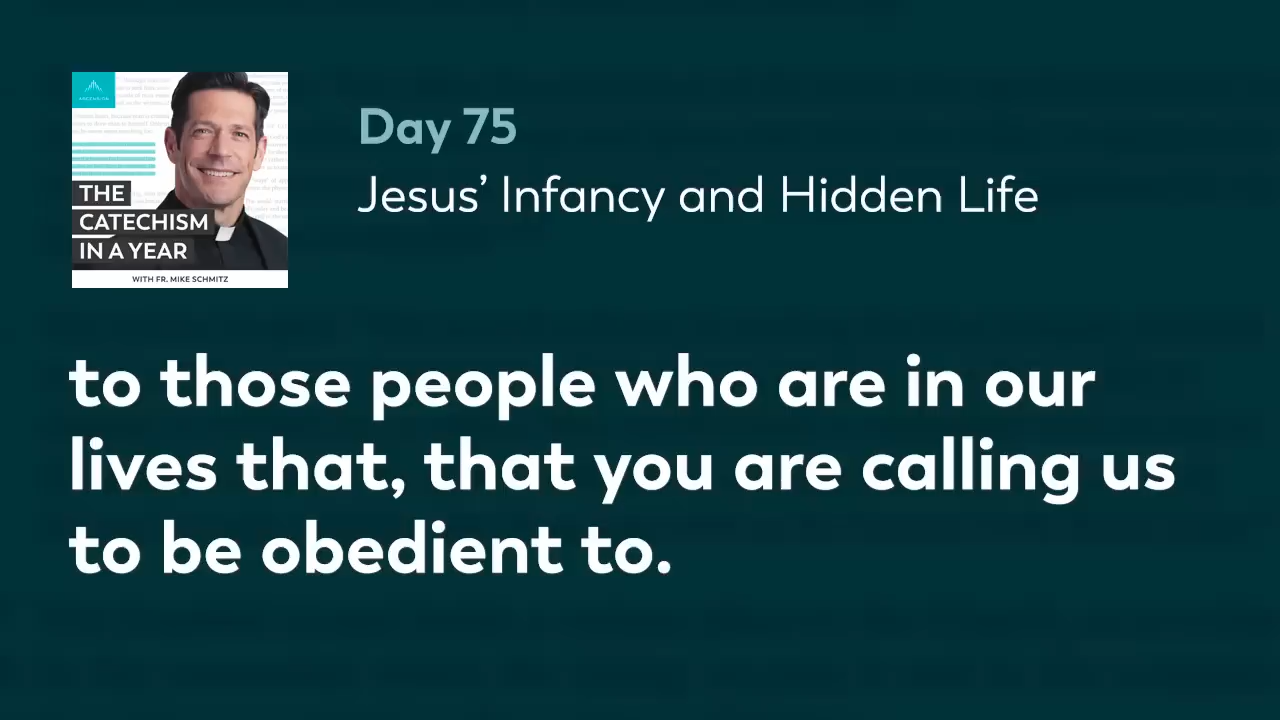 ASCENSION
THE
CATECHISM
IN A YEAR
WITH FR. MIKE SCHMITZ
Day 75
Jesus’ Infancy and Hidden Life
to those people who are in our
lives that, that you are calling us
to be obedient to.